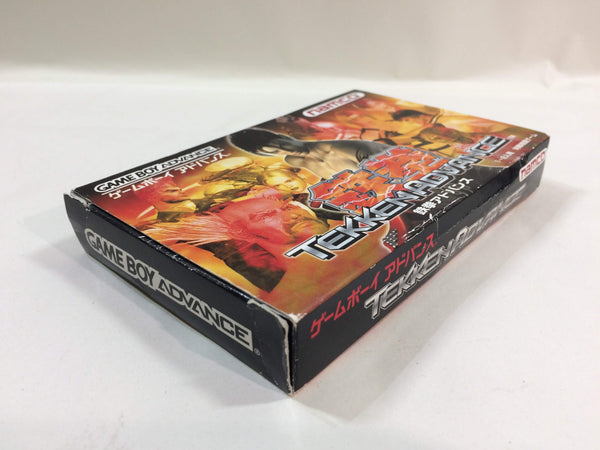 namco
GAME BOY ADVANCE
ゲームボーイ アドバンス
鉄拳
TEKKEN ADVANCE
鉄拳アドバンス
GAME BOY ADVANCE
ゲームボーイ アドバンス
TEKKEN ADVANCE
namco